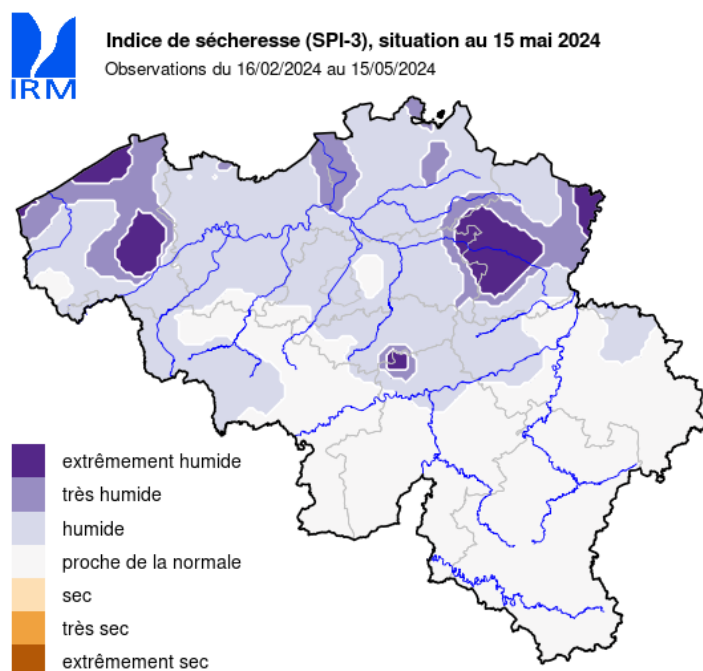 Indice de sécheresse (SPI-3), situation au 15 mai 2024
Observations du 16/02/2024 au 15/05/2024
IRM
extrêmement humide
très humide
humide
proche de la normale
sec
très sec
extrêmement sec